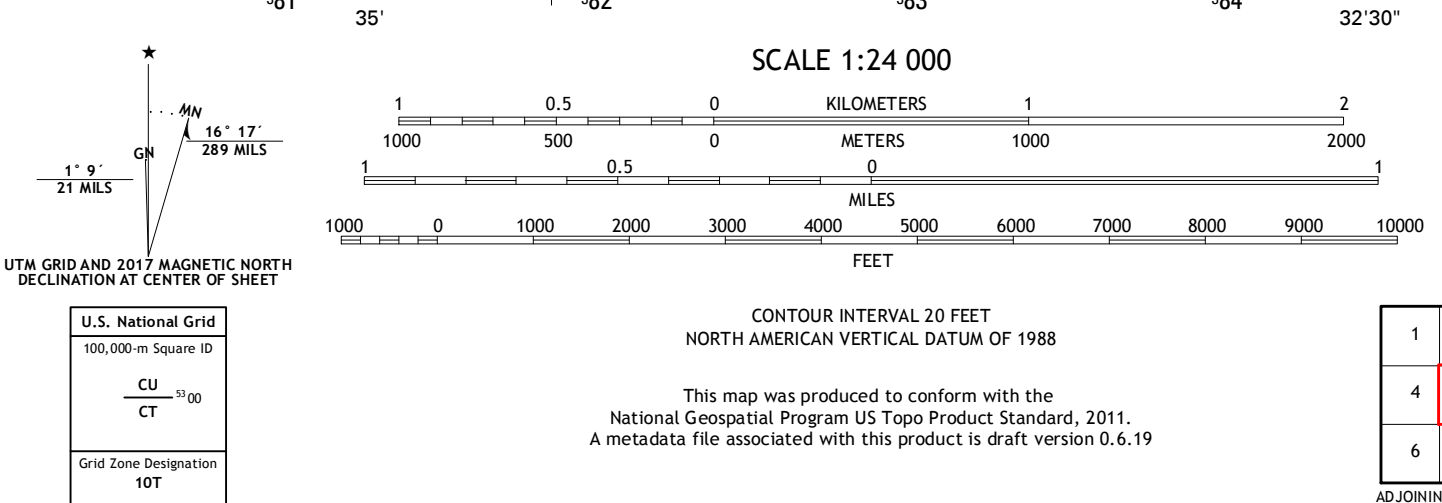 ³81 ³82 ³83 ³84
35' 32'30"
SCALE 1:24 000
★
MN
16° 17´
289 MILS
GN
1° 9´
21 MILS
UTM GRID AND 2017 MAGNETIC NORTH
DECLINATION AT CENTER OF SHEET
1 0.5 0 KILOMETERS 1 2
1000 500 0 METERS 1000 2000
1 0.5 0 1
MILES
1000 0 1000 2000 3000 4000 5000 6000 7000 8000 9000 10000
FEET
U.S. National Grid
100,000-m Square ID
CU
CT
⁵³00
Grid Zone Designation
10T
CONTOUR INTERVAL 20 FEET
NORTH AMERICAN VERTICAL DATUM OF 1988
This map was produced to conform with the
National Geospatial Program US Topo Product Standard, 2011.
A metadata file associated with this product is draft version 0.6.19
1
4
6
ADJOININ